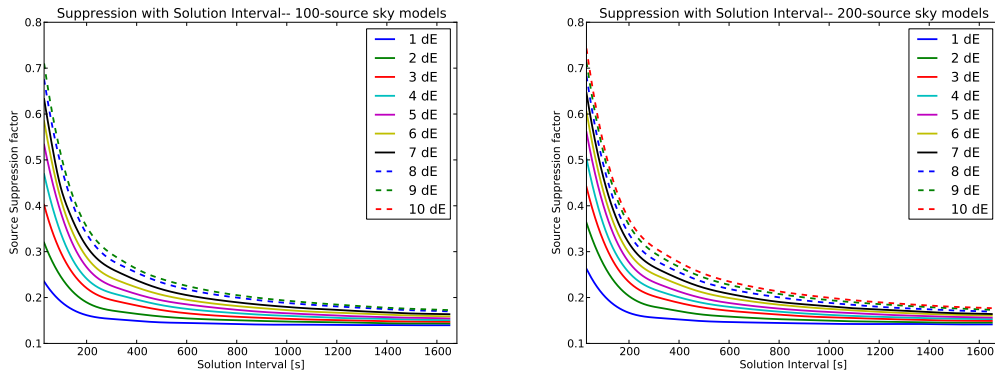 Suppression with Solution Interval-- 100-source sky models
Source Suppression factor
0.8
0.7
0.6
0.5
0.4
0.3
0.2
0.1
200 400 600 800 1000 1200 1400 1600
Solution Interval [s]
1 dE
2 dE
3 dE
4 dE
5 dE
6 dE
7 dE
8 dE
9 dE
10 dE
Suppression with Solution Interval-- 200-source sky models
Source Suppression factor
0.8
0.7
0.6
0.5
0.4
0.3
0.2
0.1
200 400 600 800 1000 1200 1400 1600
Solution Interval [s]
1 dE
2 dE
3 dE
4 dE
5 dE
6 dE
7 dE
8 dE
9 dE
10 dE